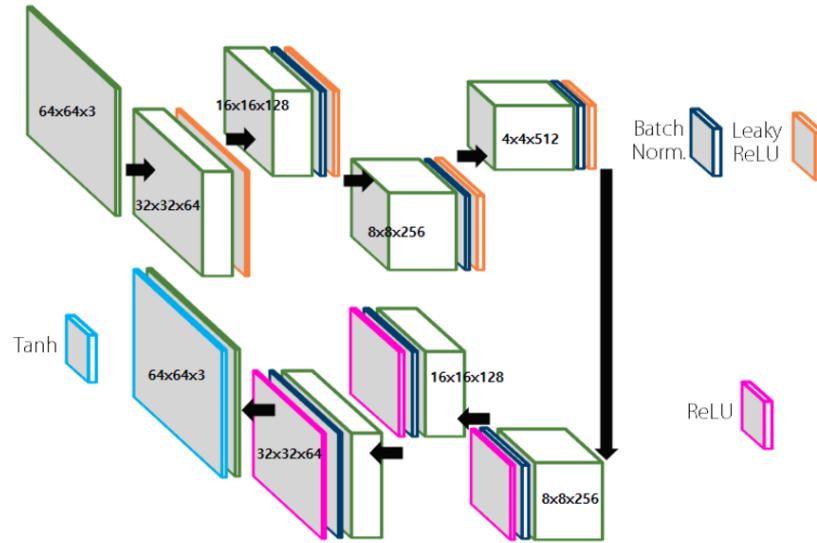 64x64x3
32x32x64
16x16x128
8x8x256
4x4x512
Batch
Norm.
Leaky
ReLU
Tanh
64x64x3
32x32x64
16x16x128
8x8x256
ReLU